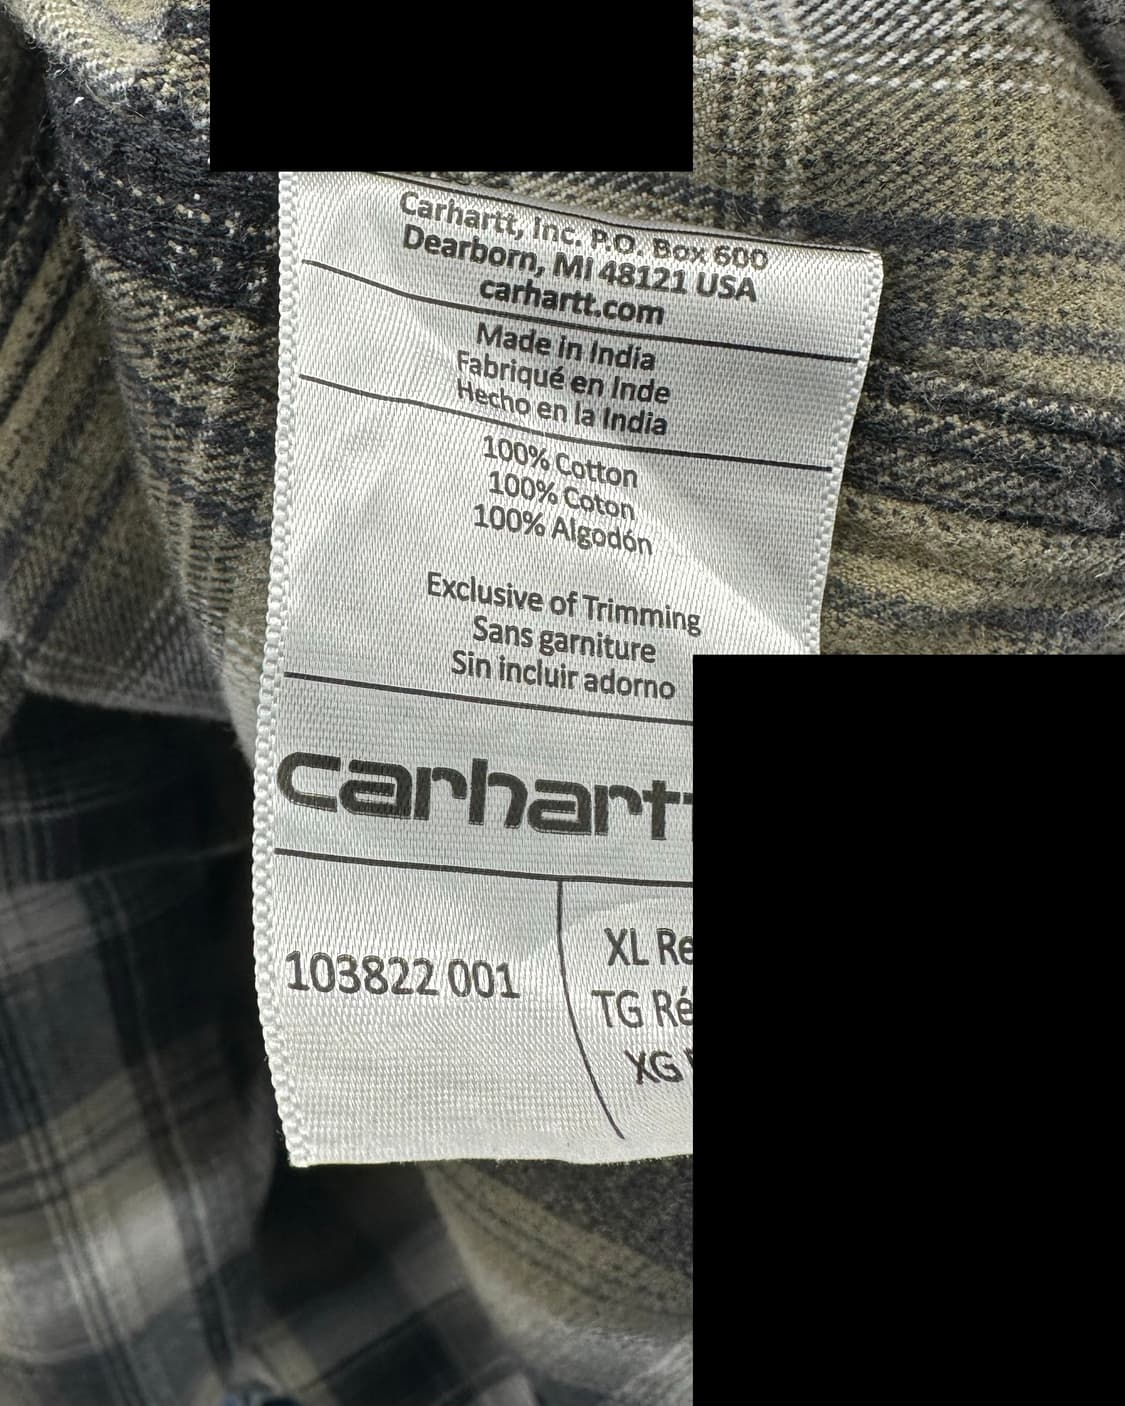 Carhartt, Inc. P.O. Box 600
Dearborn, MI 48121 USA
carhartt.com
Made in India
Fabriqué en Inde
Hecho en la India
100% Cotton
100% Coton
100% Algodón
Exclusive of Trimming
Sans garniture
Sin incluir adorno
carhart
103822 001
XL Re
TG Ré
XG